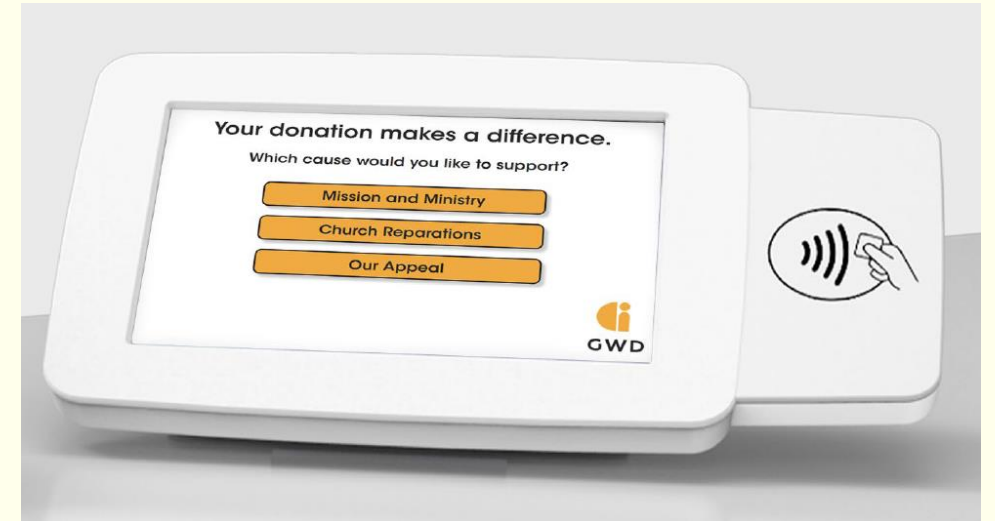 Your donation makes a difference.
Which cause would you like to support?
Mission and Ministry
Church Reparations
Our Appeal
GWD